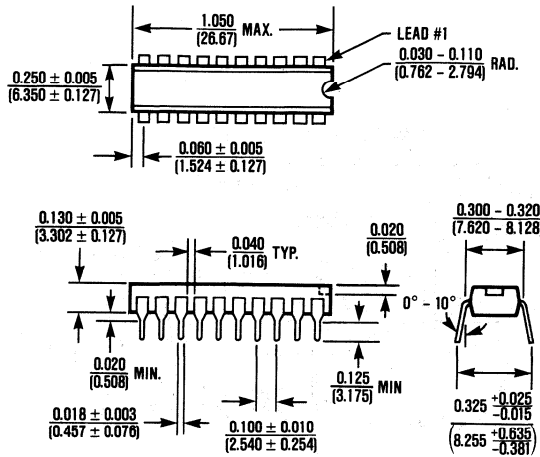 1.050 MAX.
(26.67)
LEAD #1
0.030 – 0.110 RAD.
(0.762 – 2.794)
0.250 ± 0.005
(6.350 ± 0.127)
0.060 ± 0.005
(1.524 ± 0.127)
0.130 ± 0.005
(3.302 ± 0.127)
0.040 TYP.
(1.016)
0.020
(0.508)
0.300 – 0.320
(7.620 – 8.128
0° – 10°
0.020 MIN.
(0.508)
0.125 MIN
(3.175)
0.018 ± 0.003
(0.457 ± 0.076)
0.100 ± 0.010
(2.540 ± 0.254)
0.325 +0.025
–0.015
(8.255 +0.635
–0.381)